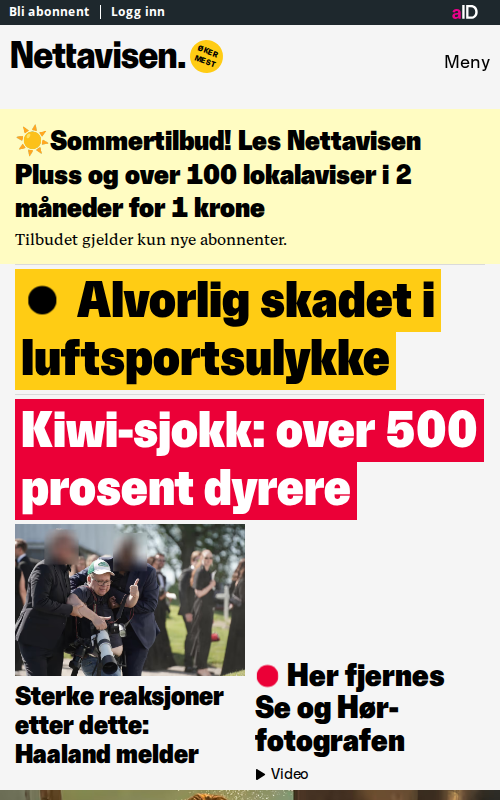 Bli abonnent | Logg inn
aID
Nettavisen.
ØKER
MEST
Meny
Sommertilbud! Les Nettavisen
Pluss og over 100 lokalaviser i 2
måneder for 1 krone
Tilbudet gjelder kun nye abonnenter.
Alvorlig skadet i
luftsportsulykke
Kiwi-sjokk: over 500
prosent dyrere
Sterke reaksjoner
etter dette:
Haaland melder
Her fjernes
Se og Hør-
fotografen
Video